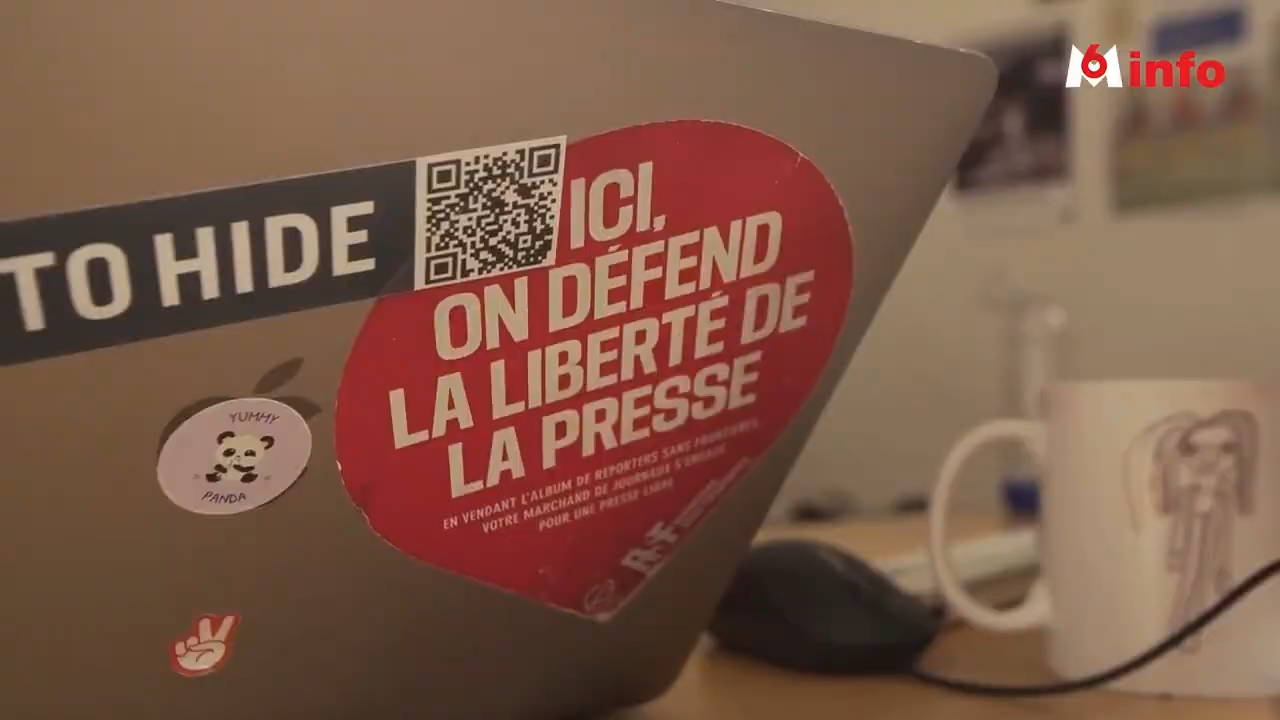 M6 info
TO HIDE
ICI,
ON DÉFEND
LA LIBERTÉ DE
LA PRESSE
EN VENDANT L'ALBUM DE REPORTERS SANS FRONTIÈRES,
VOTRE MARCHAND DE JOURNAUX S'ENGAGE
POUR UNE PRESSE LIBRE
RSF
YUMMY
PANDA